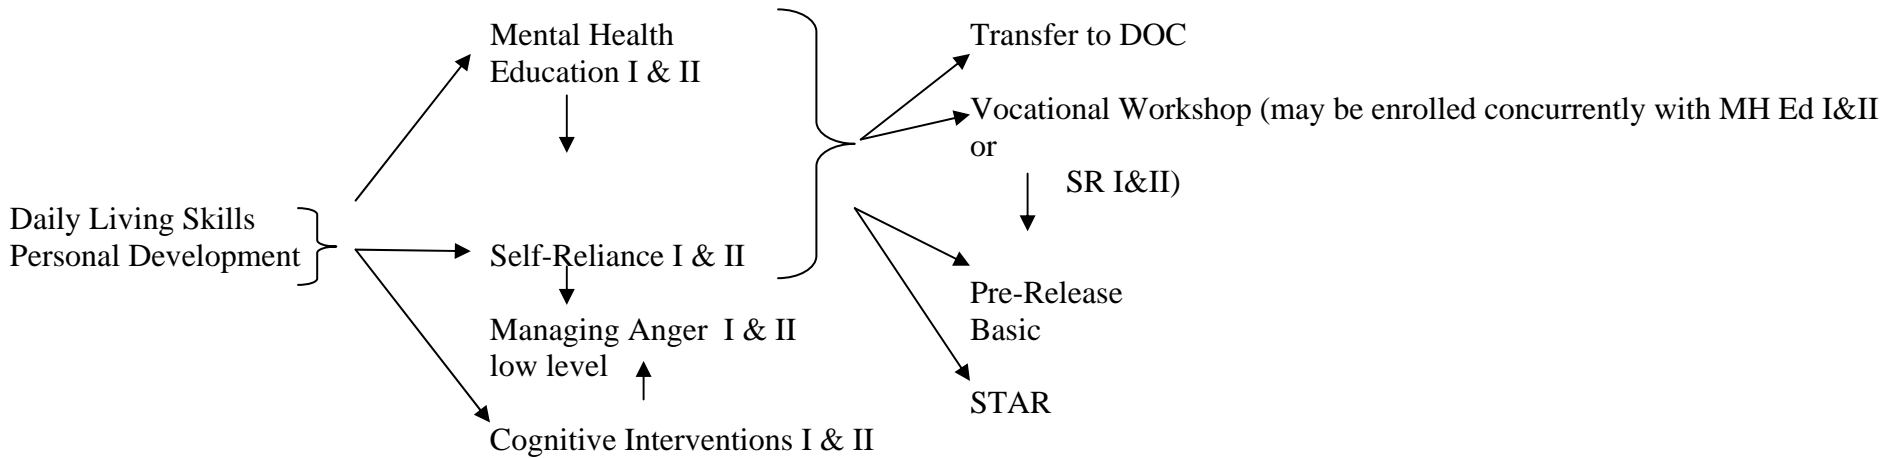 Daily Living Skills
Personal Development
Mental Health
Education I & II
Self-Reliance I & II
Managing Anger I & II
low level
Cognitive Interventions I & II
Transfer to DOC
Vocational Workshop (may be enrolled concurrently with MH Ed I&II
or
SR I&II)
Pre-Release
Basic
STAR